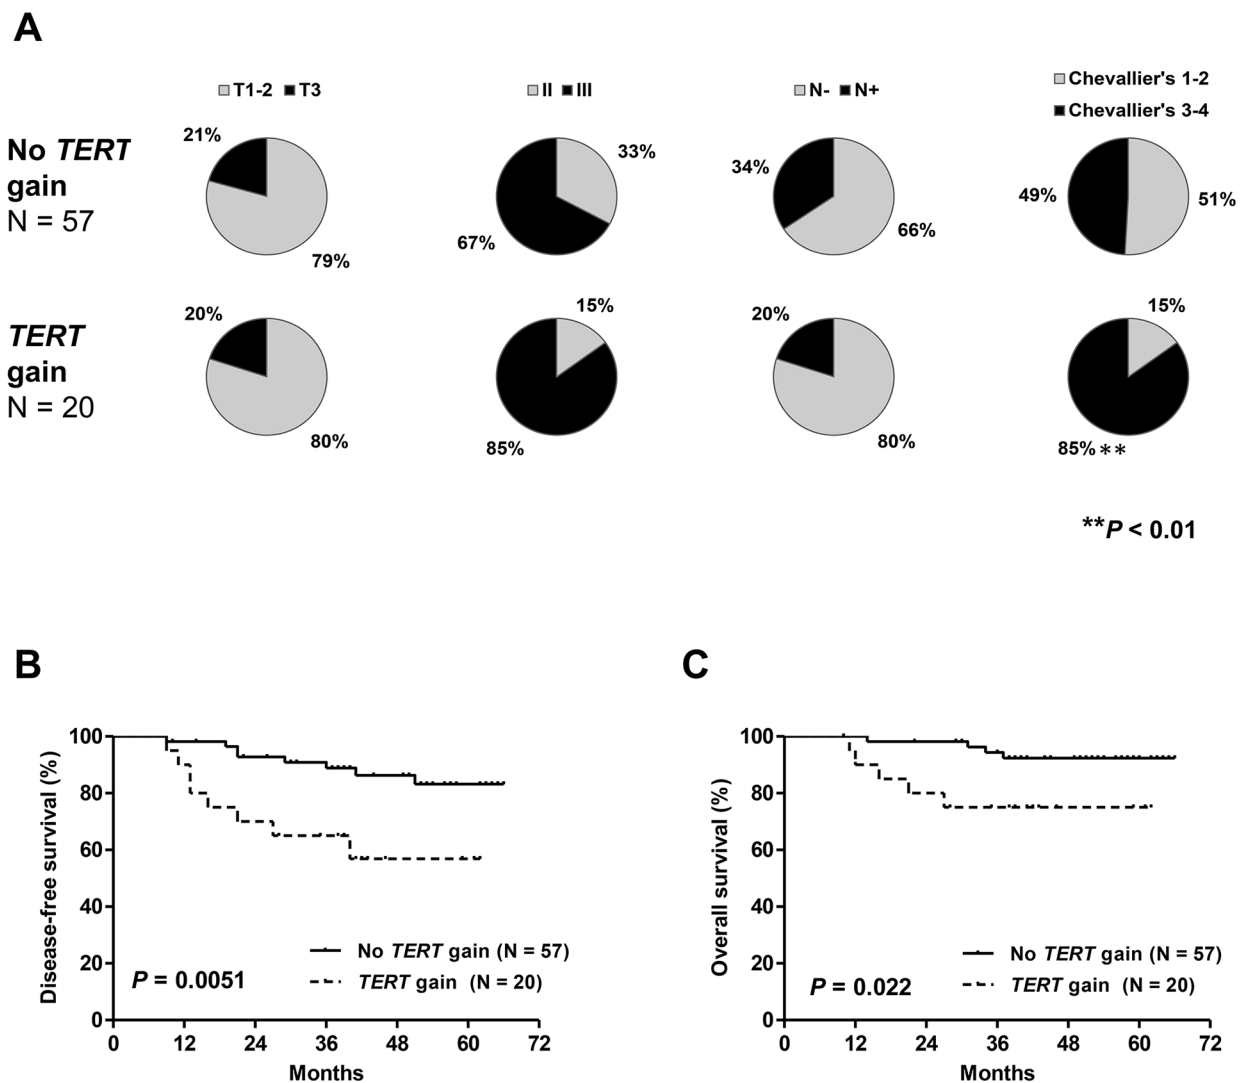 A
T1-2 T3
II III
N- N+
Chevallier's 1-2
Chevallier's 3-4
No TERT
gain
N = 57
21%
79%
33%
67%
34%
66%
49%
51%
TERT
gain
N = 20
20%
80%
15%
85%
20%
80%
15%
85%**
**P < 0.01
B
Disease-free survival (%)
100
80
60
40
20
0
No TERT gain (N = 57)
TERT gain (N = 20)
P = 0.0051
0 12 24 36 48 60 72
Months
C
Overall survival (%)
100
80
60
40
20
0
No TERT gain (N = 57)
TERT gain (N = 20)
P = 0.022
0 12 24 36 48 60 72
Months